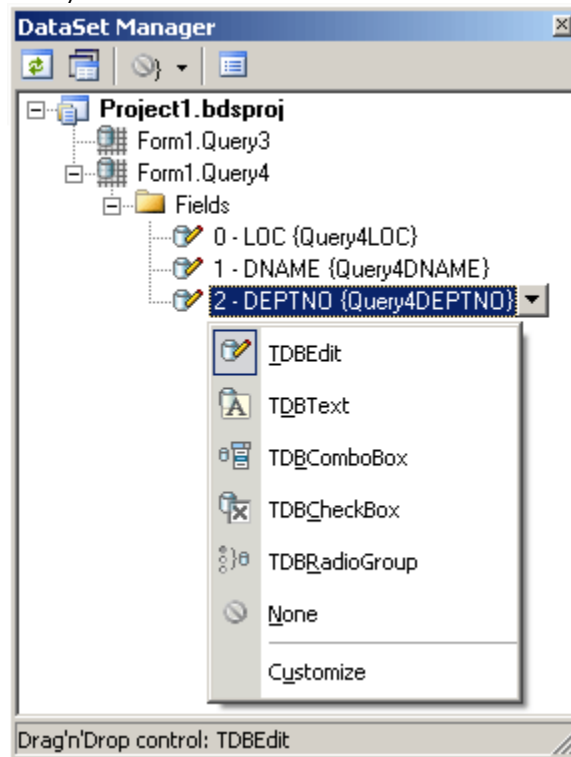 DataSet Manager
Project1.bdsproj
Form1.Query3
Form1.Query4
Fields
0 - LOC {Query4LOC}
1 - DNAME {Query4DNAME}
2 - DEPTNO {Query4DEPTNO}
TDBEdit
TDBText
TDBComboBox
TDBCheckBox
TDBRadioGroup
None
Customize
Drag'n'Drop control: TDBEdit